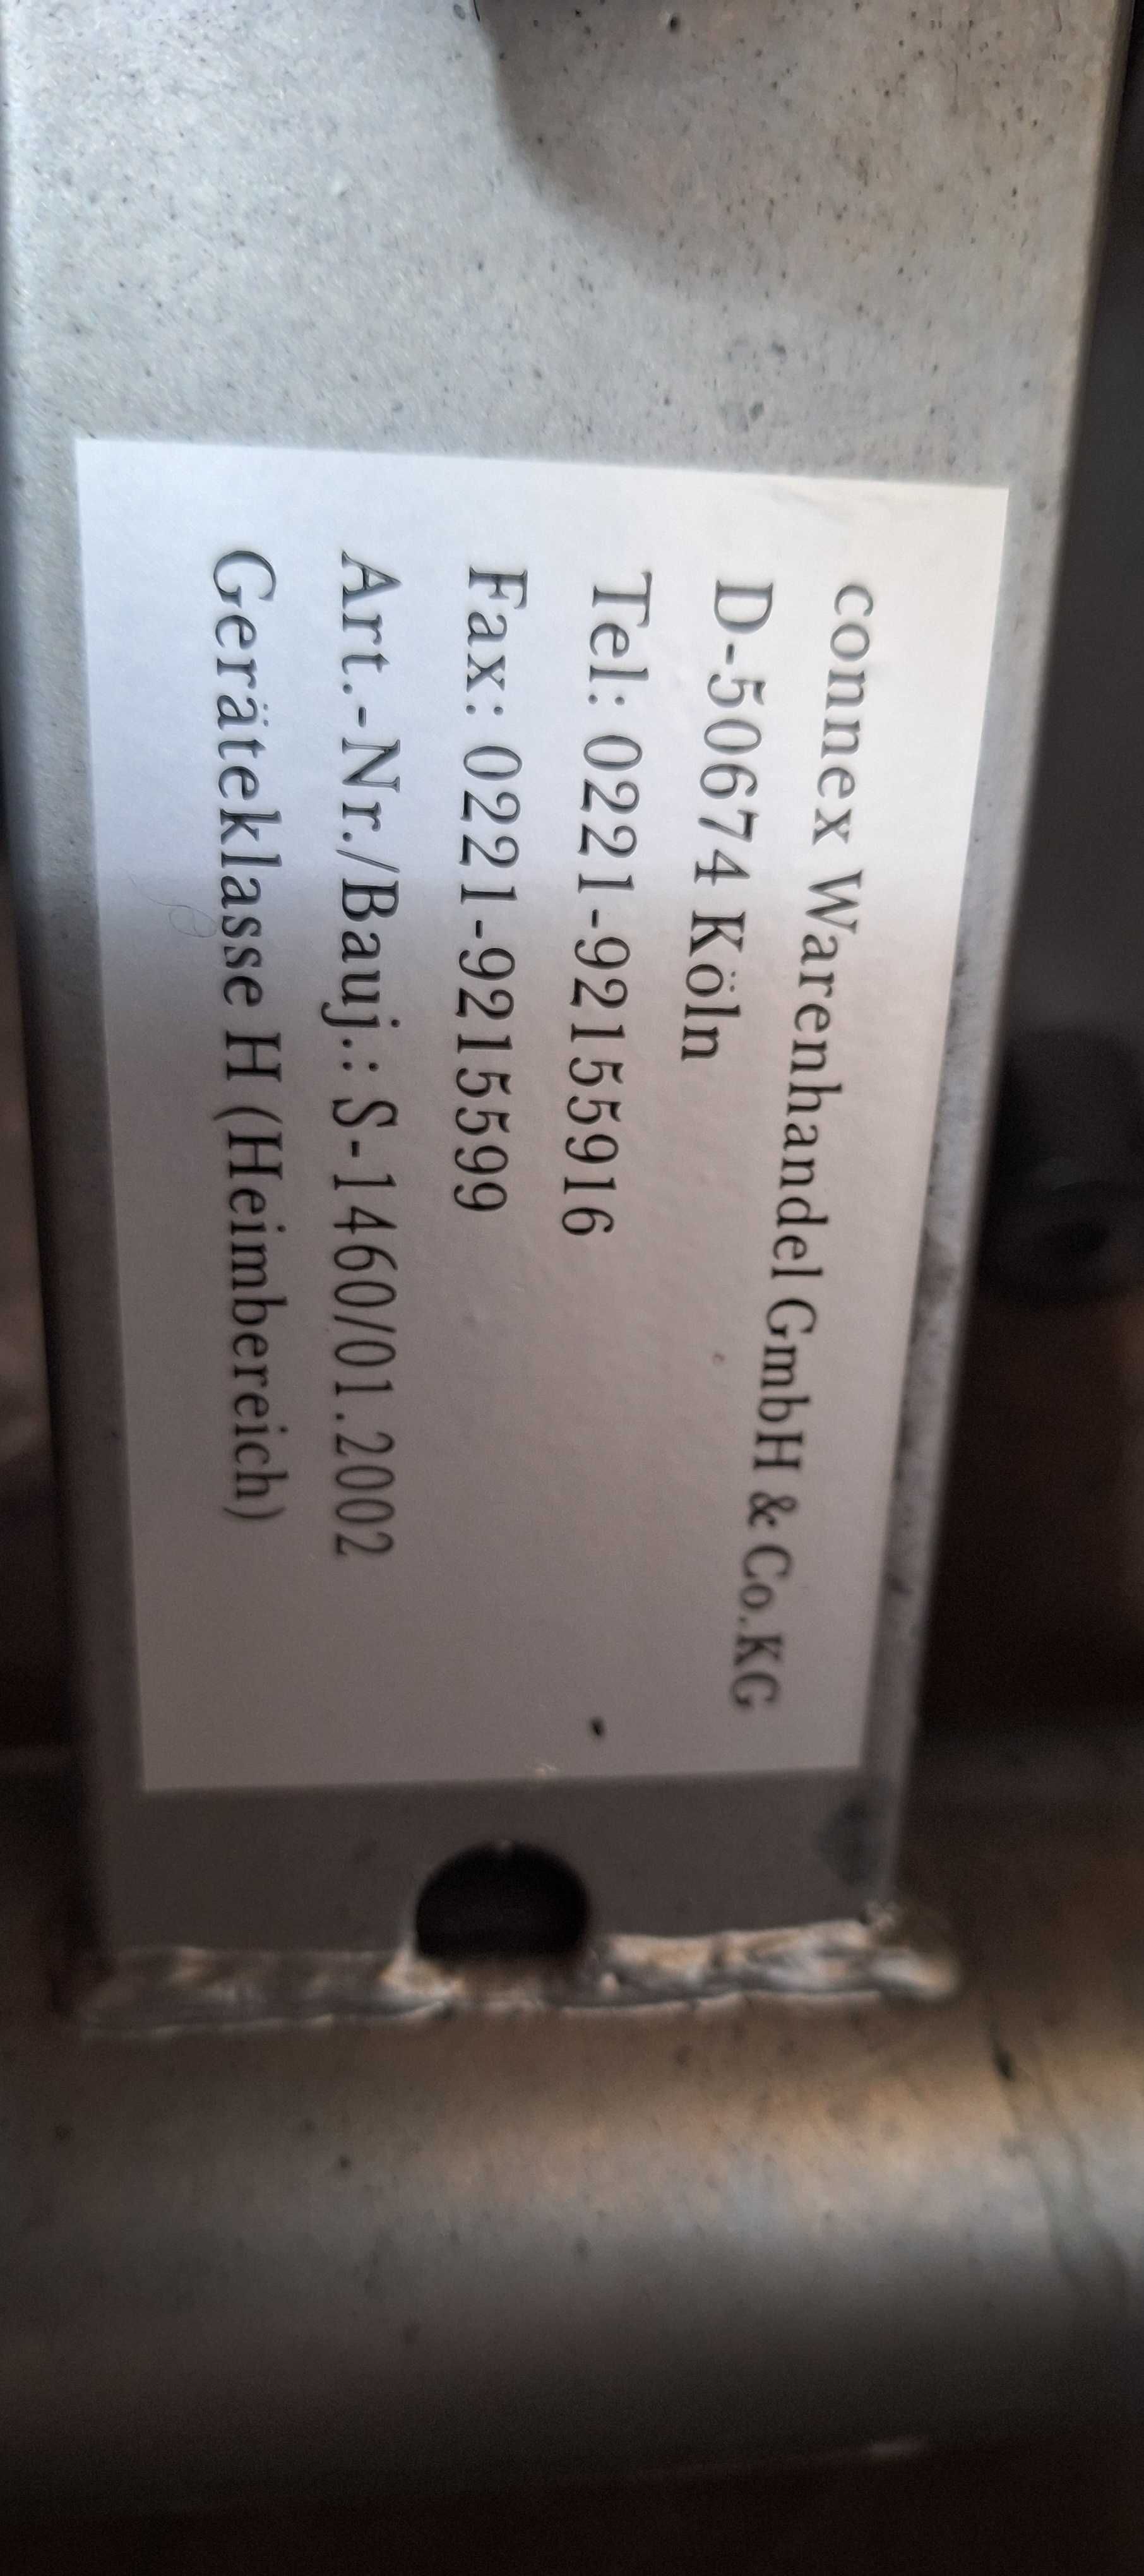 connex Warenhandel GmbH & Co.KG
D-50674 Köln
Tel: 0221-92155916
Fax: 0221-9215599
Art.-Nr./Bauj.: S-1460/01.2002
Geräteklasse H (Heimbereich)